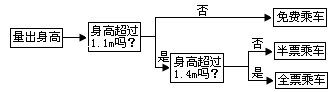 量出身高
身高超过
1.1m吗？
否
免费乘车
是
身高超过
1.4m吗？
否
半票乘车
是
全票乘车